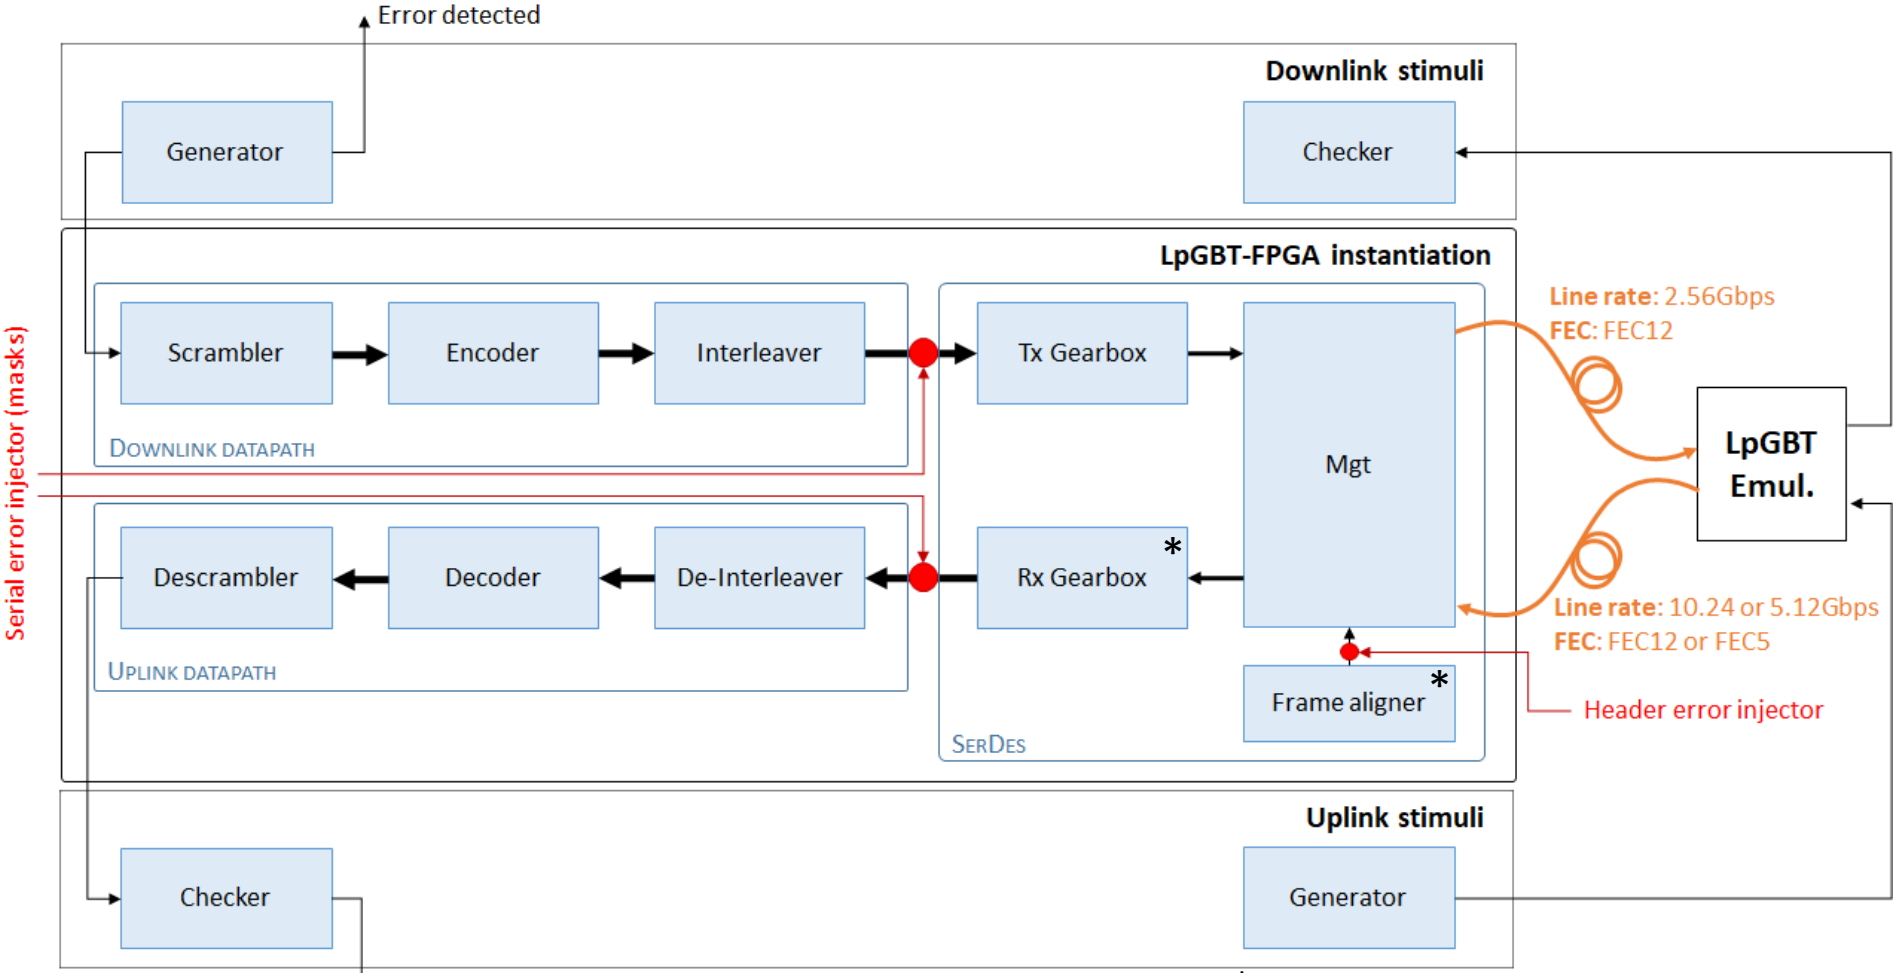 Error detected
Downlink stimuli
Generator
Checker
LpGBT-FPGA instantiation
Line rate: 2.56Gbps
FEC: FEC12
Scrambler
Encoder
Interleaver
Tx Gearbox
Mgt
DOWNLINK DATAPATH
Serial error injector (masks)
LpGBT
Emul.
Descrambler
Decoder
De-Interleaver
Rx Gearbox
*
Line rate: 10.24 or 5.12Gbps
FEC: FEC12 or FEC5
UPLINK DATAPATH
Frame aligner
*
Header error injector
SERDES
Uplink stimuli
Checker
Generator